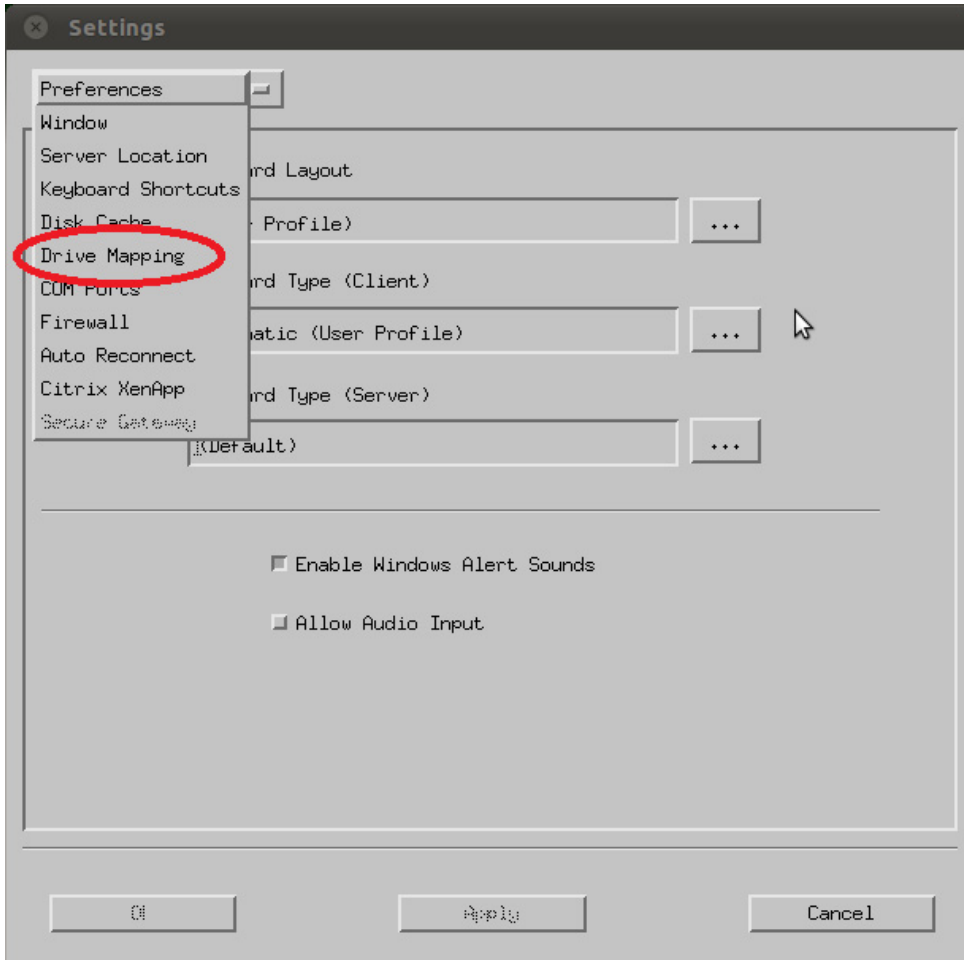 Settings
Preferences
Window
Server Location
Keyboard Shortcuts
Disk Cache
Drive Mapping
COM Ports
Firewall
Auto Reconnect
Citrix XenApp
Secure Gateway
rd Layout
Profile)
...
rd Type (Client)
matic (User Profile)
...
rd Type (Server)
(Default)
...
Enable Windows Alert Sounds
Allow Audio Input
OK
Apply
Cancel